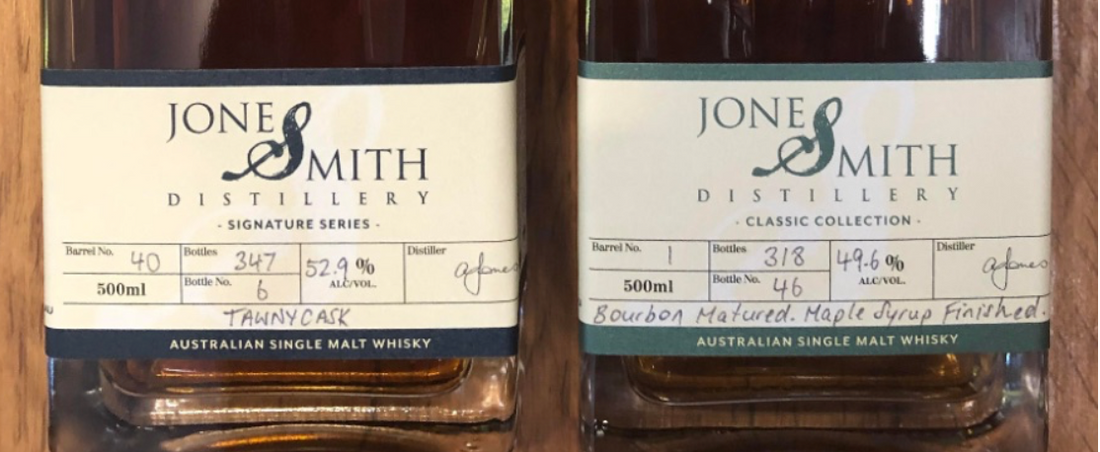 JONE
SMITH
DISTILLERY
- SIGNATURE SERIES -
Barrel No. 40
500ml
Bottles 347
Bottle No. 6
52.9 %
ALC/VOL.
Distiller
TAWNY CASK
AUSTRALIAN SINGLE MALT WHISKY
JONE
SMITH
DISTILLERY
- CLASSIC COLLECTION -
Barrel No. 1
500ml
Bottles 318
Bottle No. 46
49.6 %
ALC/VOL.
Distiller
Bourbon Matured. Maple Syrup Finished.
AUSTRALIAN SINGLE MALT WHISKY